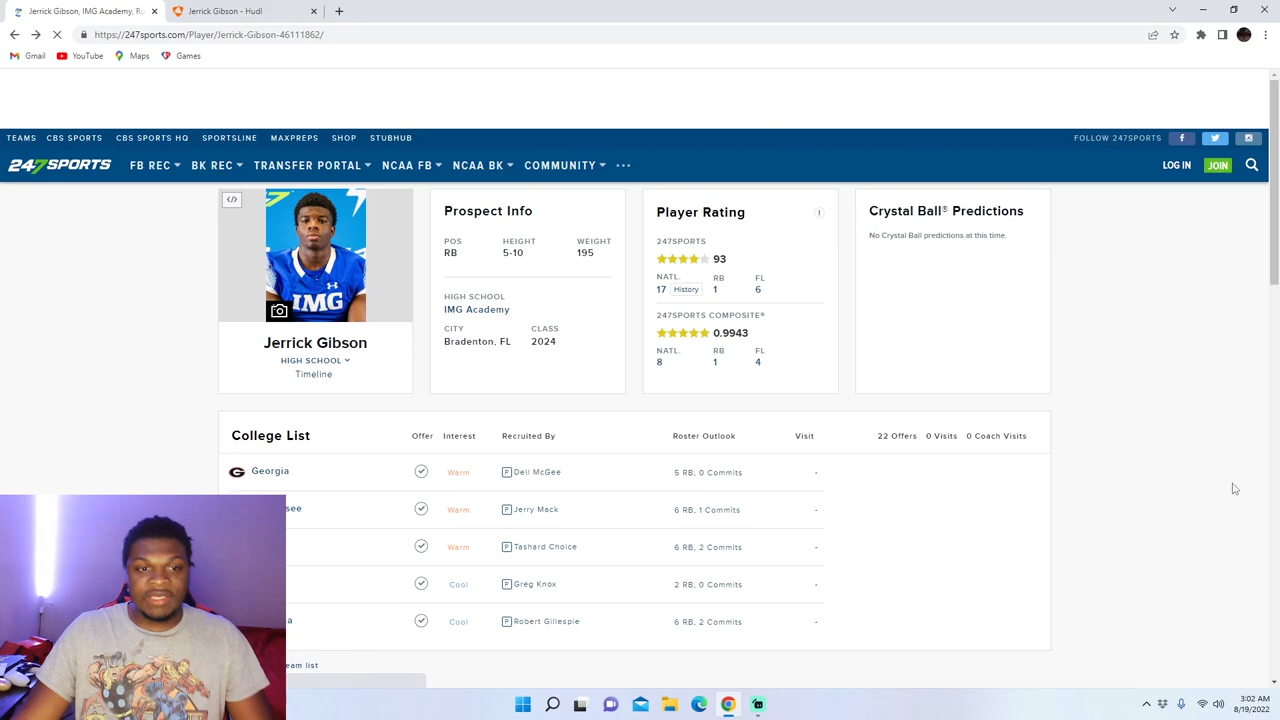 Jerrick Gibson, IMG Academy, Ru
Jerrick Gibson - Hudl
https://247sports.com/Player/Jerrick-Gibson-46111862/
Gmail YouTube Maps Games
TEAMS CBS SPORTS CBS SPORTS HQ SPORTSLINE MAXPREPS SHOP STUBHUB FOLLOW 247SPORTS
247SPORTS FB REC BK REC TRANSFER PORTAL NCAA FB NCAA BK COMMUNITY LOG IN JOIN
IMG
Jerrick Gibson
HIGH SCHOOL
Timeline
Prospect Info
POS HEIGHT WEIGHT
RB 5-10 195
HIGH SCHOOL
IMG Academy
CITY CLASS
Bradenton, FL 2024
Player Rating
247SPORTS
93
NATL. RB FL
17 History 1 6
247SPORTS COMPOSITE®
0.9943
NATL. RB FL
8 1 4
Crystal Ball® Predictions
No Crystal Ball predictions at this time.
College List Offer Interest Recruited By Roster Outlook Visit 22 Offers 0 Visits 0 Coach Visits
Georgia Warm P Dell McGee 5 RB, 0 Commits -
see Warm P Jerry Mack 6 RB, 1 Commits -
Warm P Tashard Choice 6 RB, 2 Commits -
Cool P Greg Knox 2 RB, 0 Commits -
a Cool P Robert Gillespie 6 RB, 2 Commits -
eam list
3:02 AM
8/19/2022